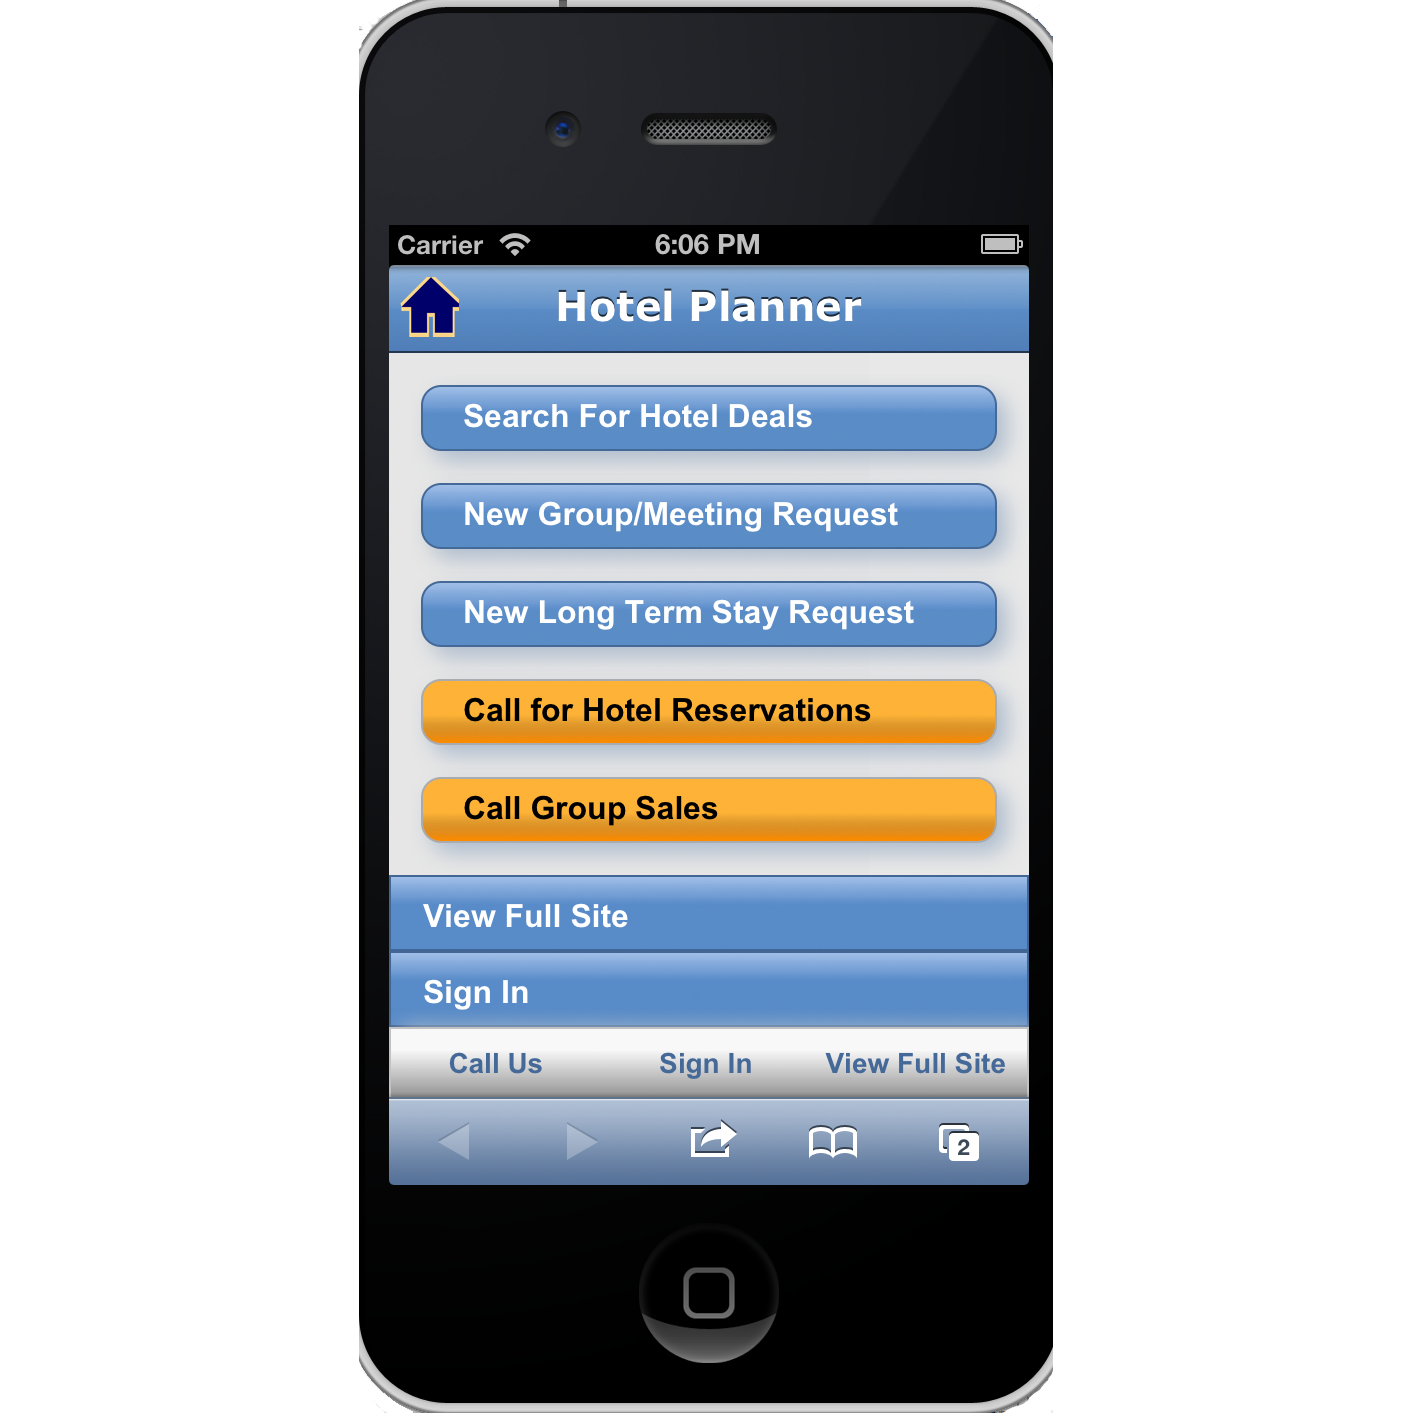 Carrier 6:06 PM
Hotel Planner
Search For Hotel Deals
New Group/Meeting Request
New Long Term Stay Request
Call for Hotel Reservations
Call Group Sales
View Full Site
Sign In
Call Us Sign In View Full Site
2